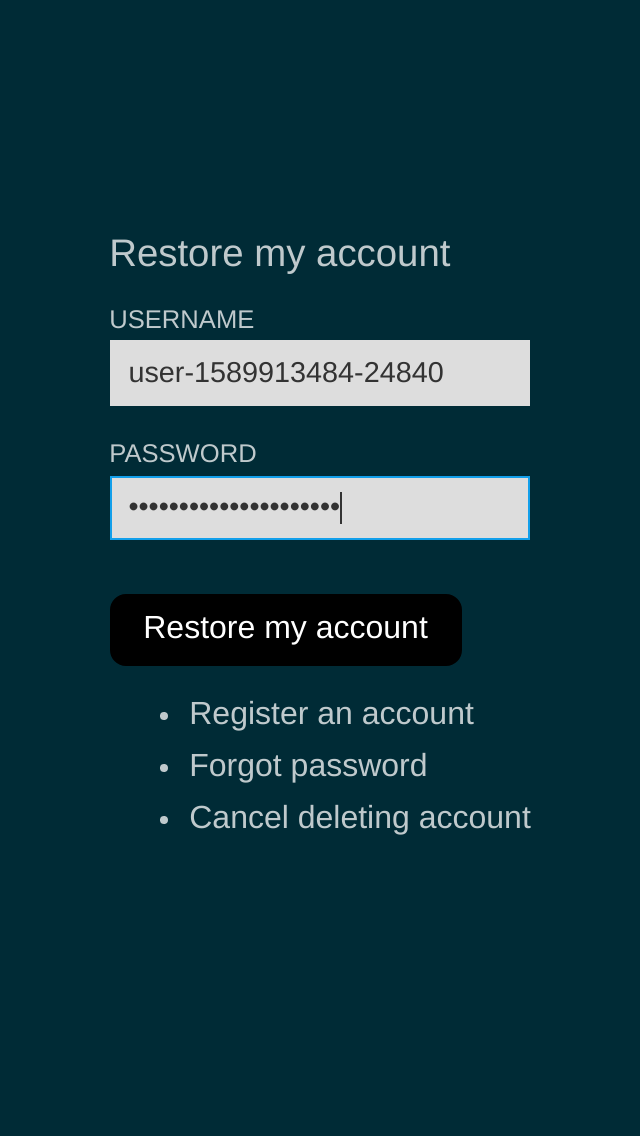 Restore my account
USERNAME
user-1589913484-24840
PASSWORD
•••••••••••••••••••••
Restore my account
• Register an account
• Forgot password
• Cancel deleting account